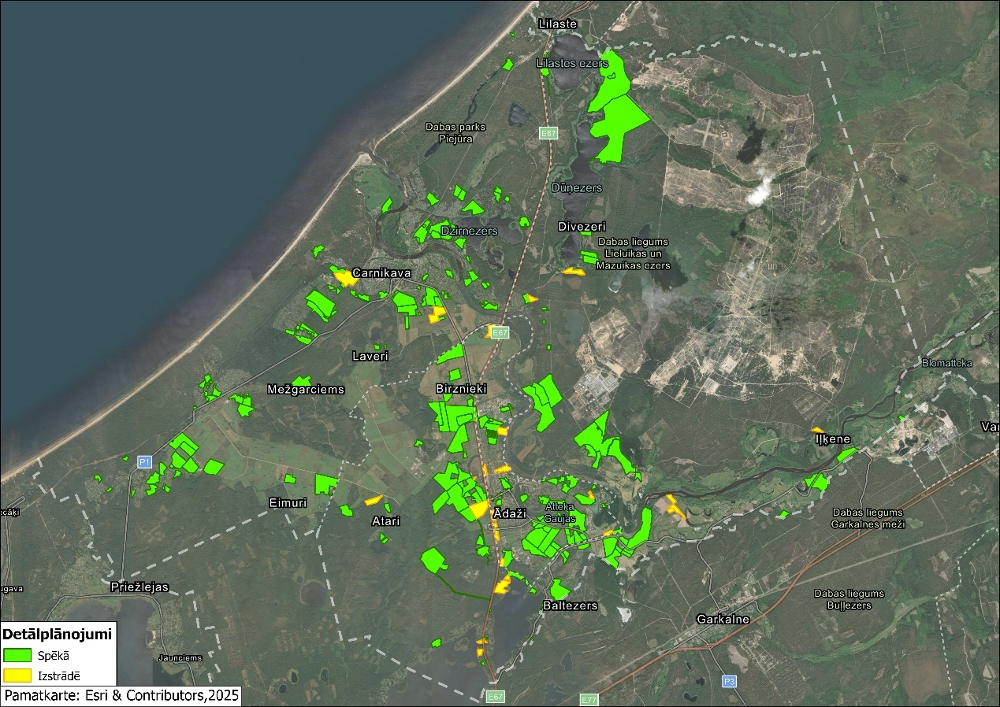 Lilaste
Lilastes ezers
Dabas parks
Piejūra
E67
Dūņezers
Divezeri
Dzirnezers
Dabas liegums
Lieluikas un
Mazuikas ezers
Carnikava
E67
Laveri
Mežgarciems
Birznieki
Blomatteka
Iļķene
P1
Eimuri
Atari
Ādaži
Atteka
Gaujas
Dabas liegums
Garkalnes meži
Priežlejas
Baltezers
Dabas liegums
Buļļezers
Garkalne
Jaunciems
P3
E67
E77
Detālplānojumi
Spēkā
Izstrādē
Pamatkarte: Esri & Contributors,2025